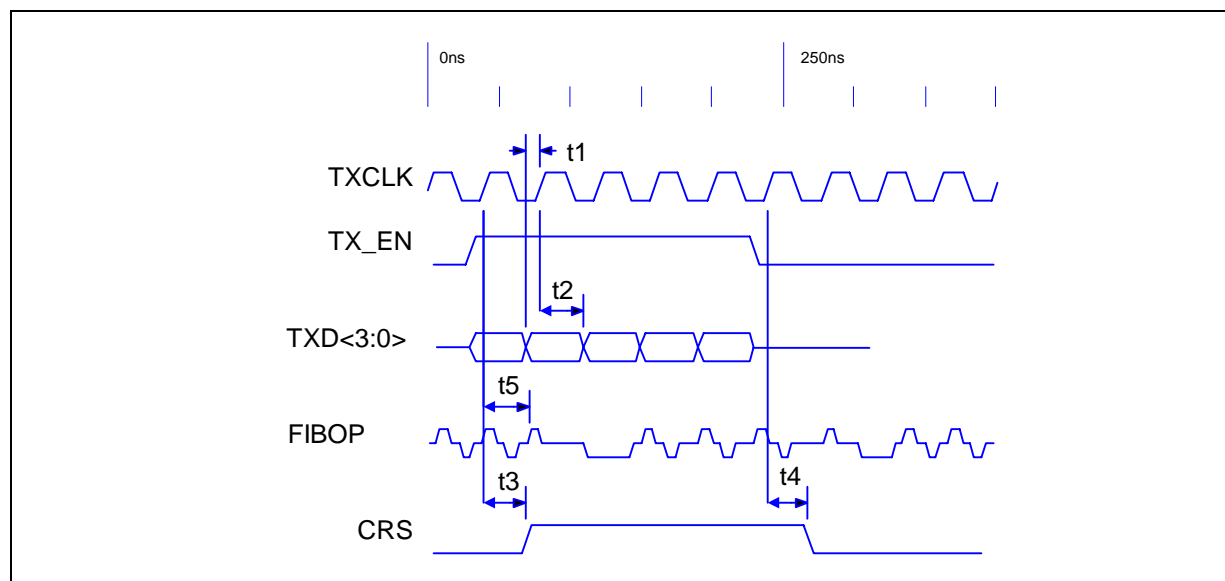 0ns 250ns
t1
TXCLK
TX_EN
t2
TXD<3:0>
t5
FIBOP
t4
t3
CRS